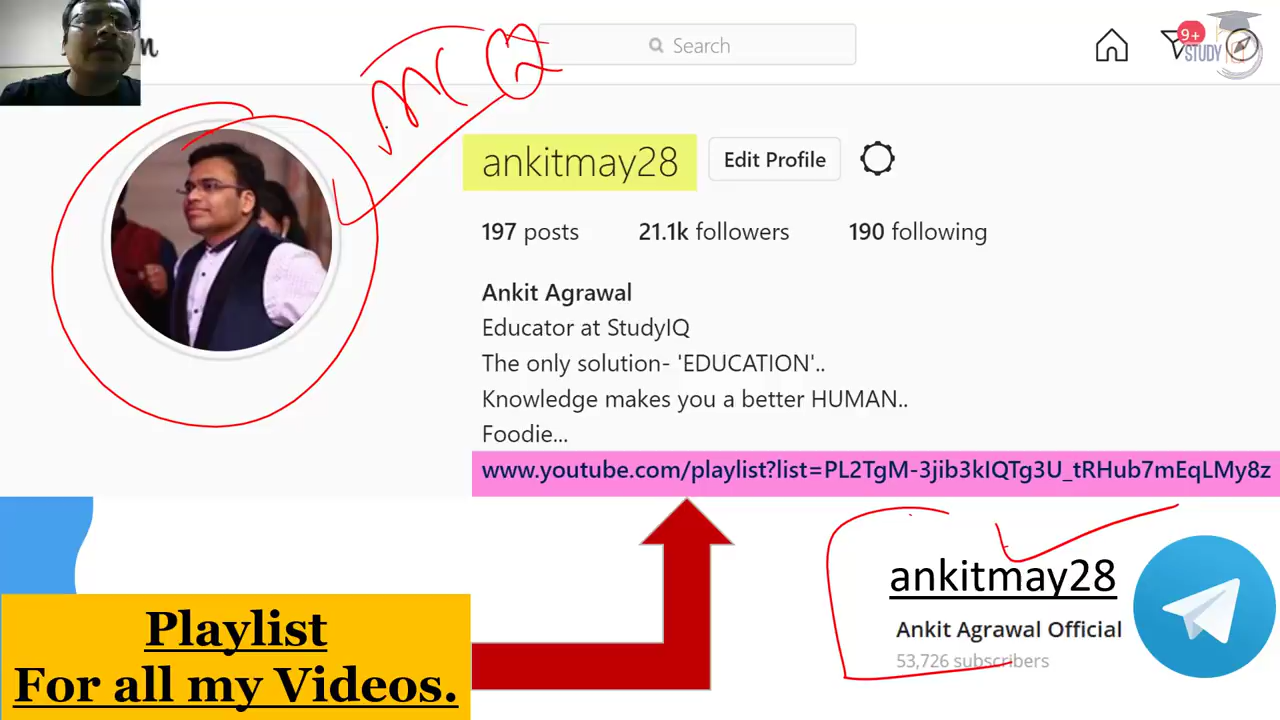 MCQ
Search
9+
STUDY
ankitmay28
Edit Profile
197 posts 21.1k followers 190 following
Ankit Agrawal
Educator at StudyIQ
The only solution- 'EDUCATION'..
Knowledge makes you a better HUMAN..
Foodie...
www.youtube.com/playlist?list=PL2TgM-3jib3kIQTg3U_tRHub7mEqLMy8z
ankitmay28
Ankit Agrawal Official
53,726 subscribers
Playlist
For all my Videos.